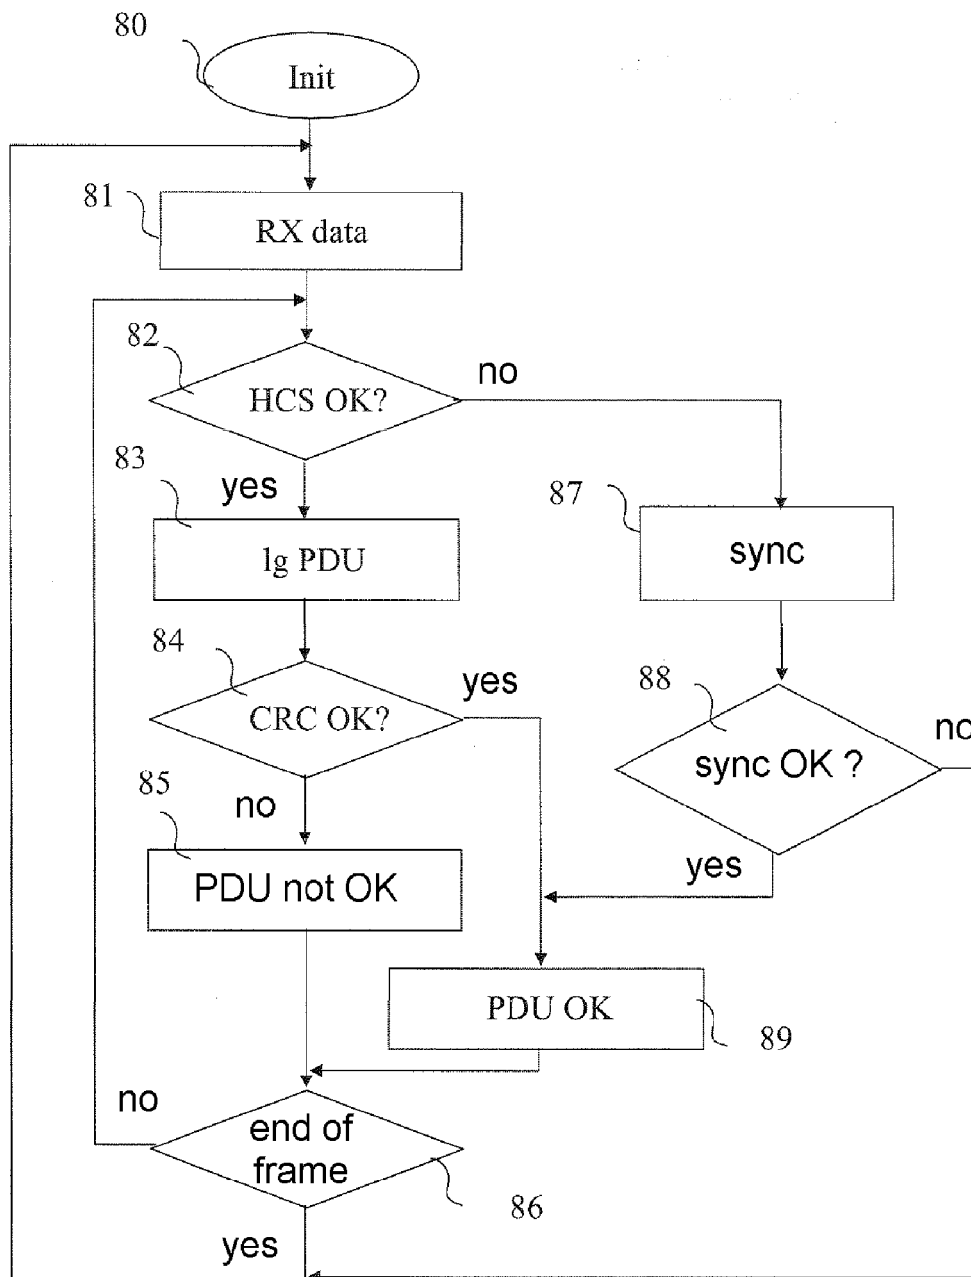 80
Init
81
RX data
82
HCS OK?
no
83
yes
87
lg PDU
sync
84
yes
88
CRC OK?
no
sync OK ?
85
no
yes
PDU not OK
PDU OK
89
no
end of
frame
86
yes